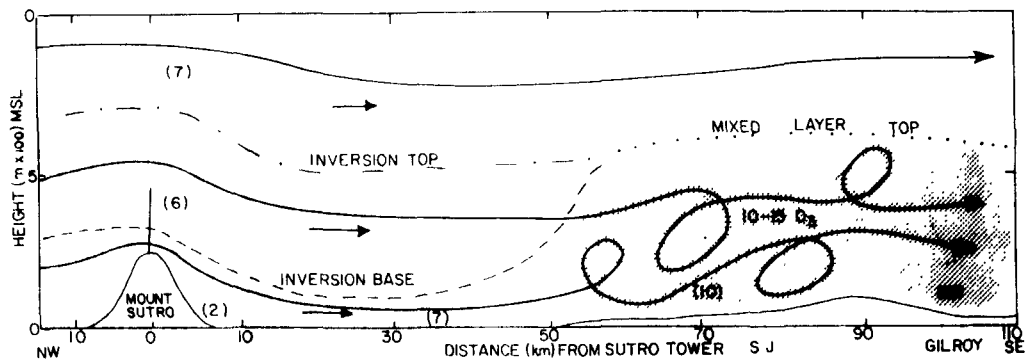 0
(7)
MIXED LAYER TOP
INVERSION TOP
5
HEIGHT (m x 100) MSL
(6)
10-15
INVERSION BASE
(10)
MOUNT
SUTRO
(2)
(7)
0
10 0 10 30 50 70 90 110
NW DISTANCE (km) FROM SUTRO TOWER S J GILROY SE